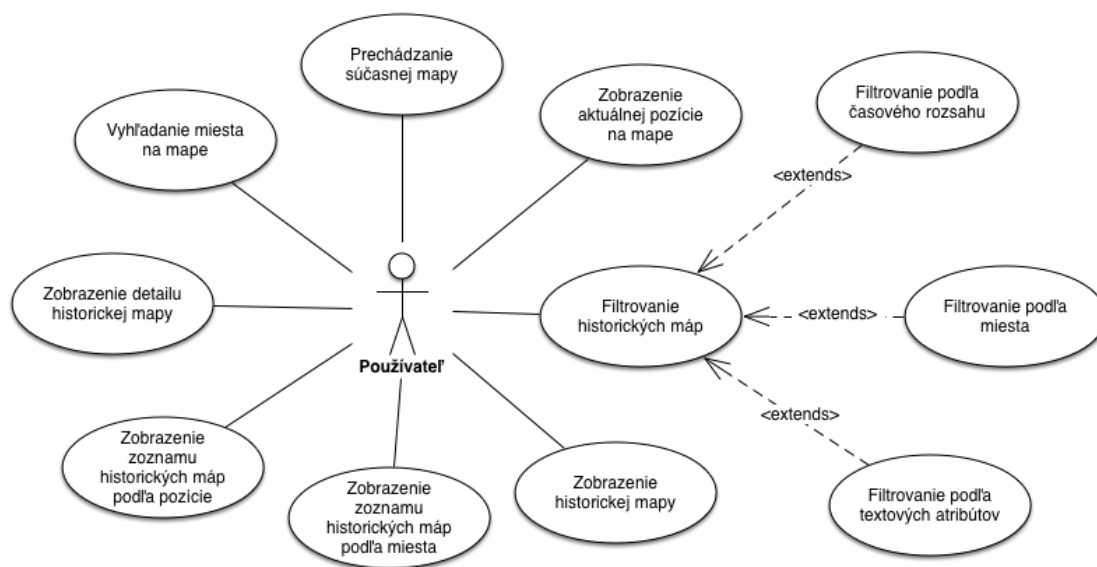 Prechádzanie
súčasnej mapy
Zobrazenie
aktuálnej pozície
na mape
Filtrovanie podľa
časového rozsahu
Vyhľadanie miesta
na mape
<extends>
Zobrazenie detailu
historickej mapy
Filtrovanie
historických máp
<extends>
Filtrovanie podľa
miesta
Používateľ
<extends>
Zobrazenie
zoznamu
historických máp
podľa pozície
Zobrazenie
zoznamu
historických máp
podľa miesta
Zobrazenie
historickej mapy
Filtrovanie podľa
textových atribútov